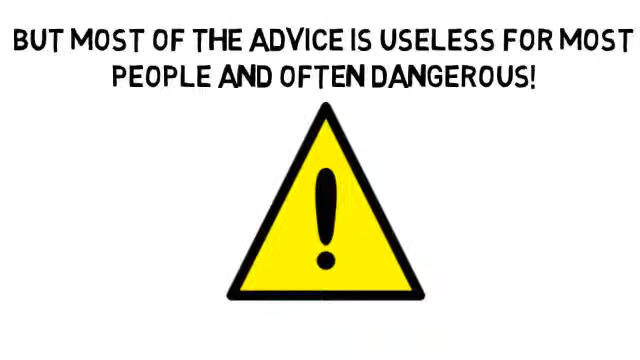 BUT MOST OF THE ADVICE IS USELESS FOR MOST
PEOPLE AND OFTEN DANGEROUS!
!